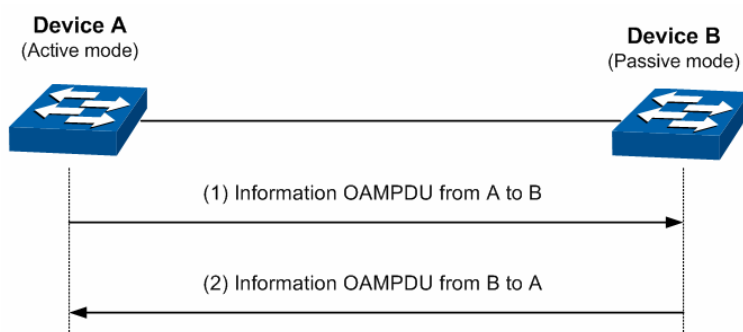 Device A
(Active mode)
Device B
(Passive mode)
(1) Information OAMPDU from A to B
(2) Information OAMPDU from B to A